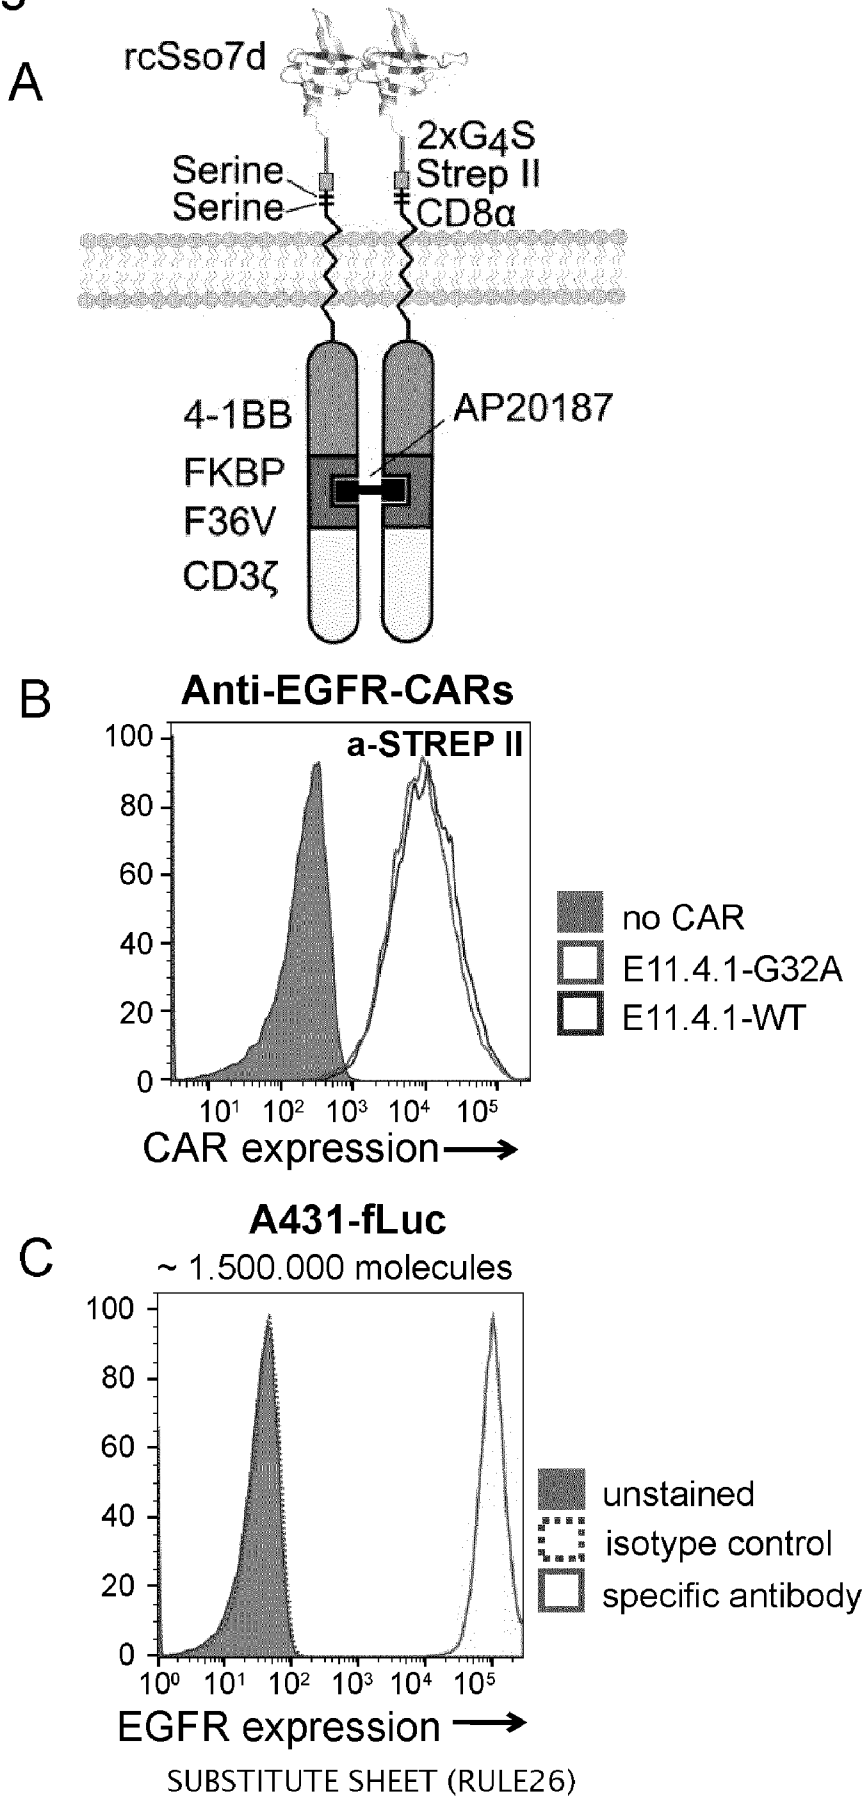 A
rcSso7d
2xG4S
Serine
Strep II
Serine
CD8α
4-1BB
AP20187
FKBP
F36V
CD3ζ
B
Anti-EGFR-CARs
a-STREP II
100
80
60
40
20
0
10¹ 10² 10³ 10⁴ 10⁵
CAR expression
no CAR
E11.4.1-G32A
E11.4.1-WT
C
A431-fLuc
~ 1.500.000 molecules
100
80
60
40
20
0
10⁰ 10¹ 10² 10³ 10⁴ 10⁵
EGFR expression
unstained
isotype control
specific antibody
SUBSTITUTE SHEET (RULE26)